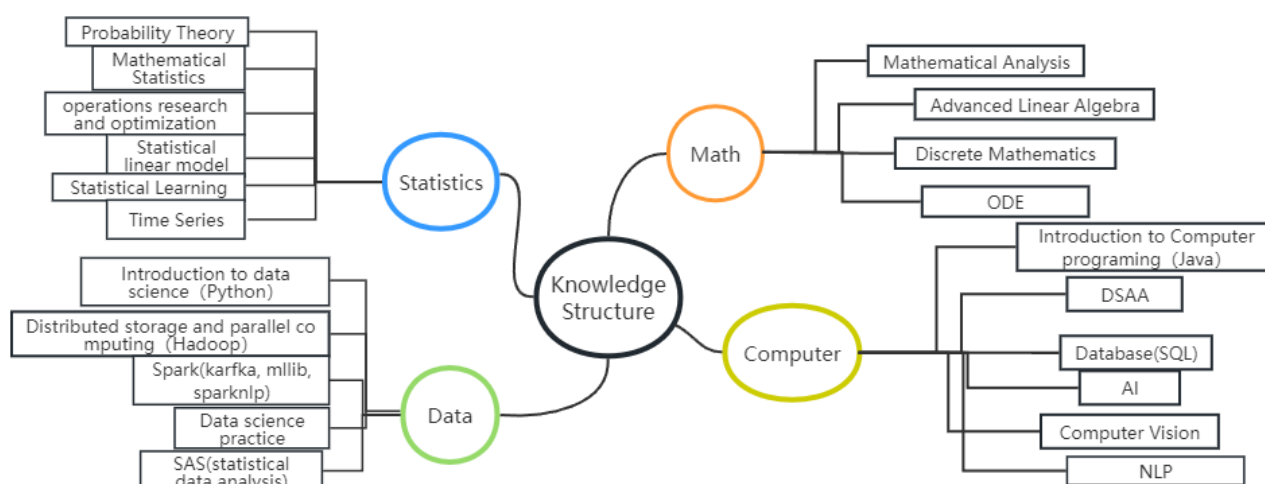 Probability Theory
Mathematical
Statistics
operations research
and optimization
Statistical
linear model
Statistical Learning
Time Series
Statistics
Introduction to data
science (Python)
Distributed storage and parallel co
mputing (Hadoop)
Spark(karfka, mllib,
sparknlp)
Data science
practice
SAS(statistical
data analysis)
Data
Knowledge
Structure
Math
Mathematical Analysis
Advanced Linear Algebra
Discrete Mathematics
ODE
Computer
Introduction to Computer
programing (Java)
DSAA
Database(SQL)
AI
Computer Vision
NLP